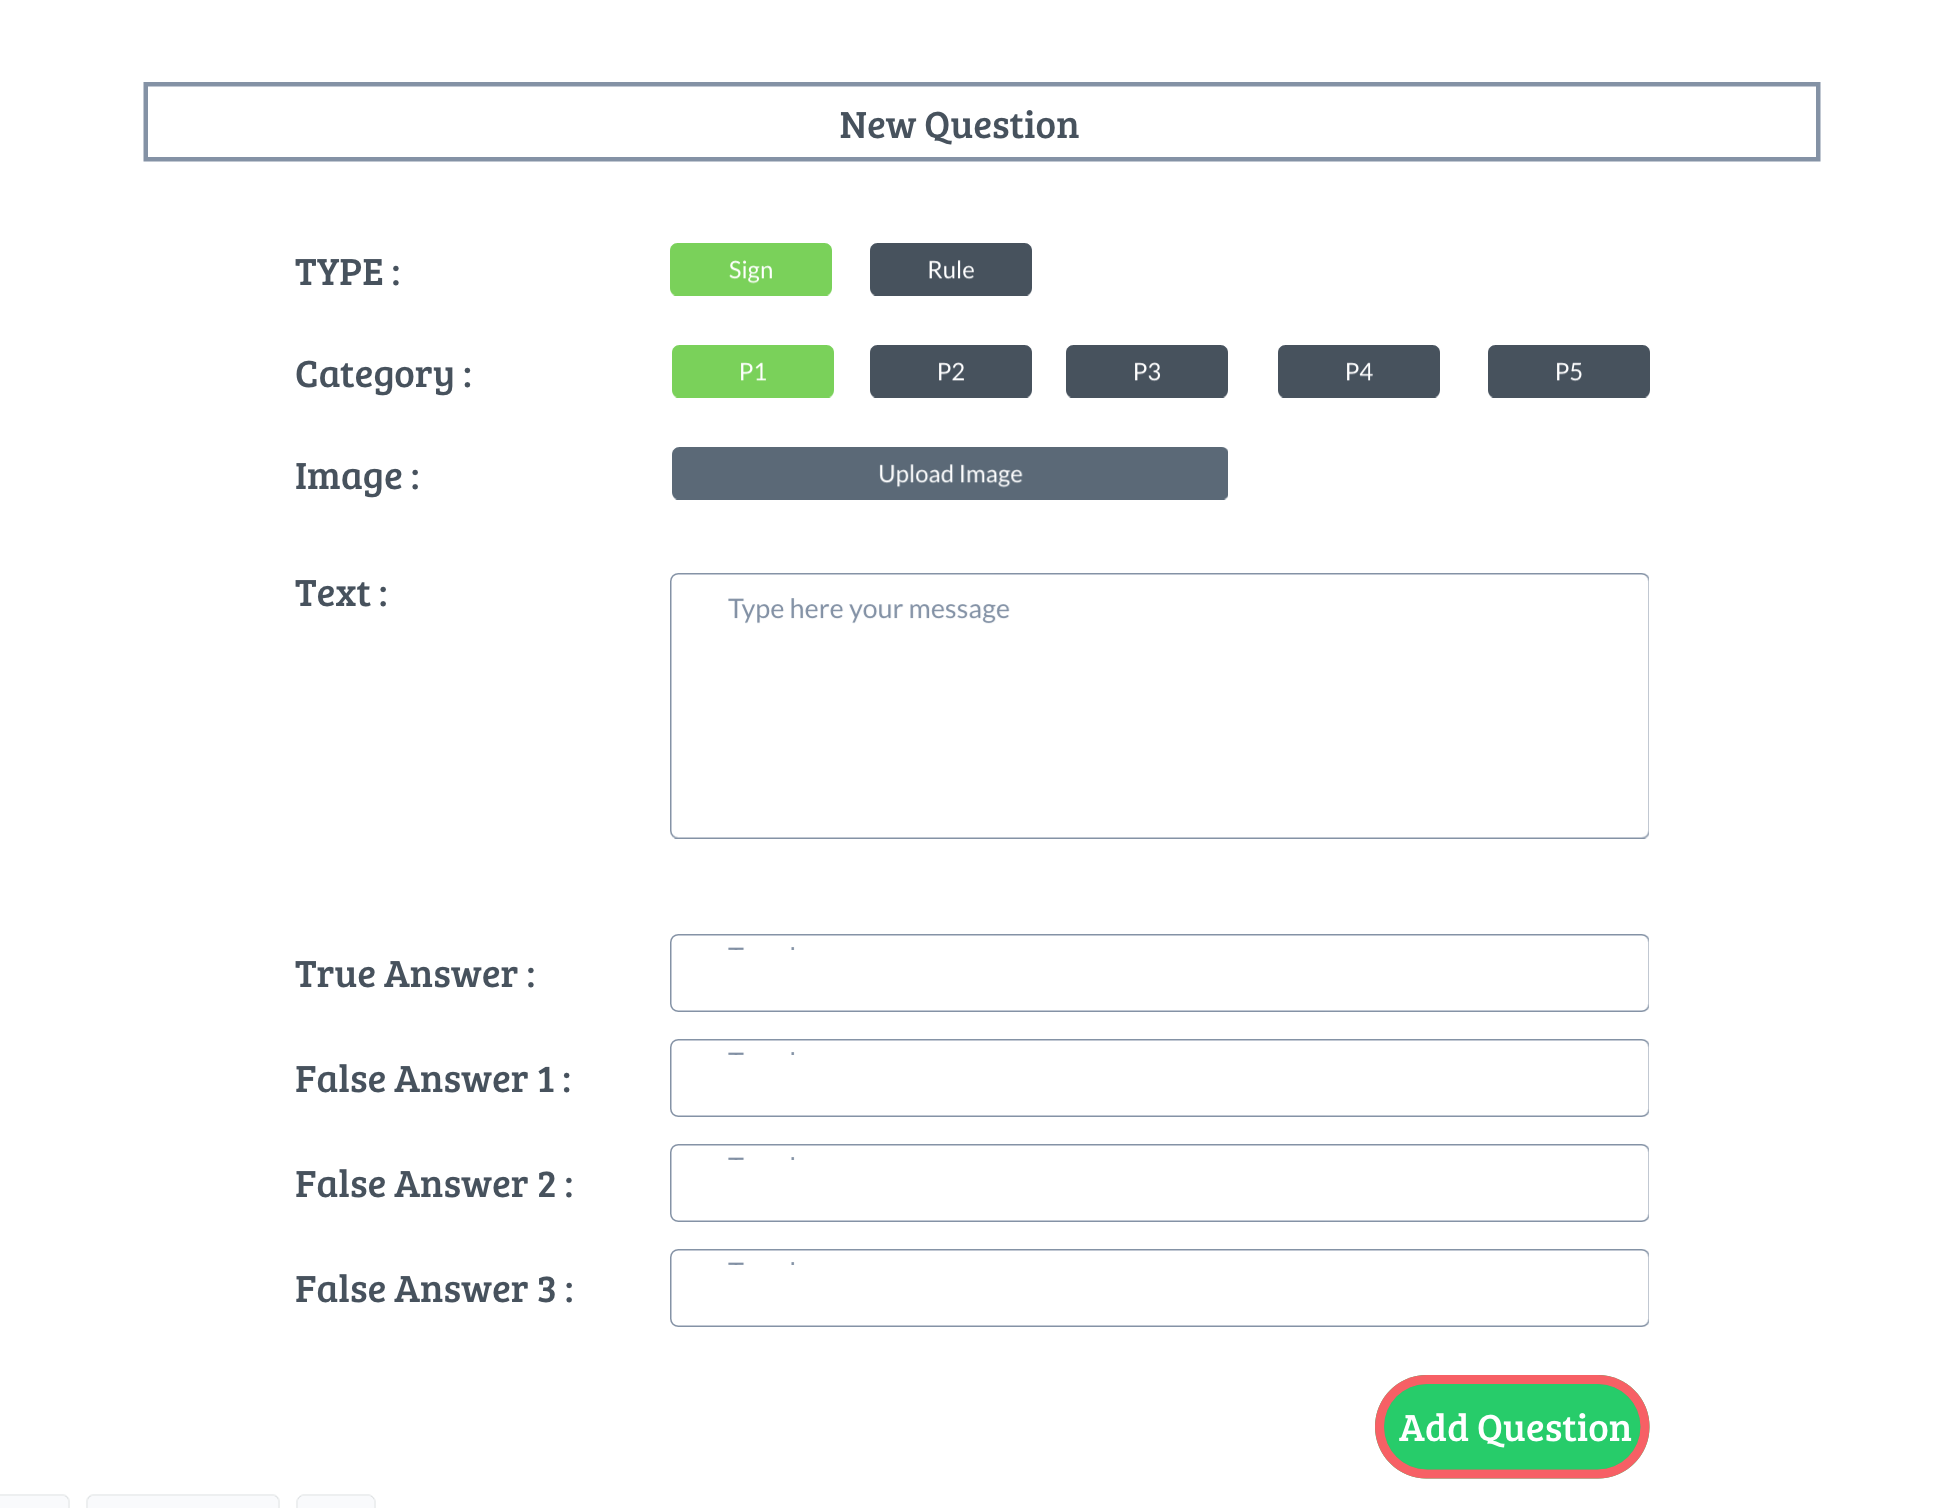 New Question
TYPE :
Sign
Rule
Category :
P1
P2
P3
P4
P5
Image :
Upload Image
Text :
Type here your message
True Answer :
False Answer 1 :
False Answer 2 :
False Answer 3 :
Add Question